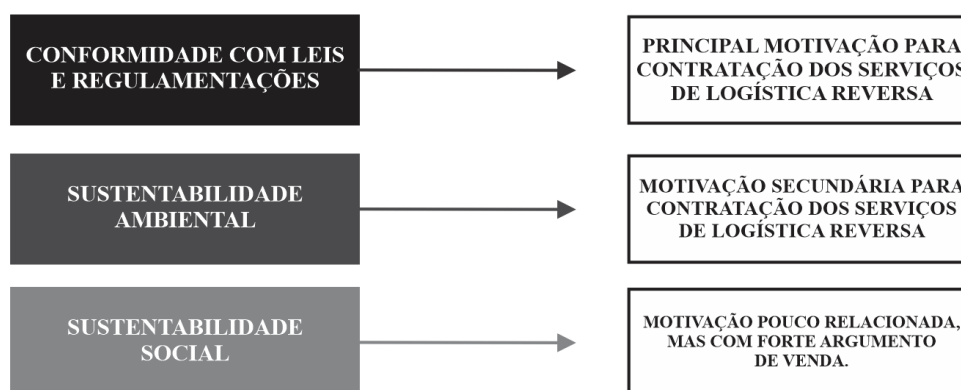 CONFORMIDADE COM LEIS
E REGULAMENTAÇÕES
PRINCIPAL MOTIVAÇÃO PARA
CONTRATAÇÃO DOS SERVIÇOS
DE LOGÍSTICA REVERSA
SUSTENTABILIDADE
AMBIENTAL
MOTIVAÇÃO SECUNDÁRIA PARA
CONTRATAÇÃO DOS SERVIÇOS
DE LOGÍSTICA REVERSA
SUSTENTABILIDADE
SOCIAL
MOTIVAÇÃO POUCO RELACIONADA,
MAS COM FORTE ARGUMENTO
DE VENDA.